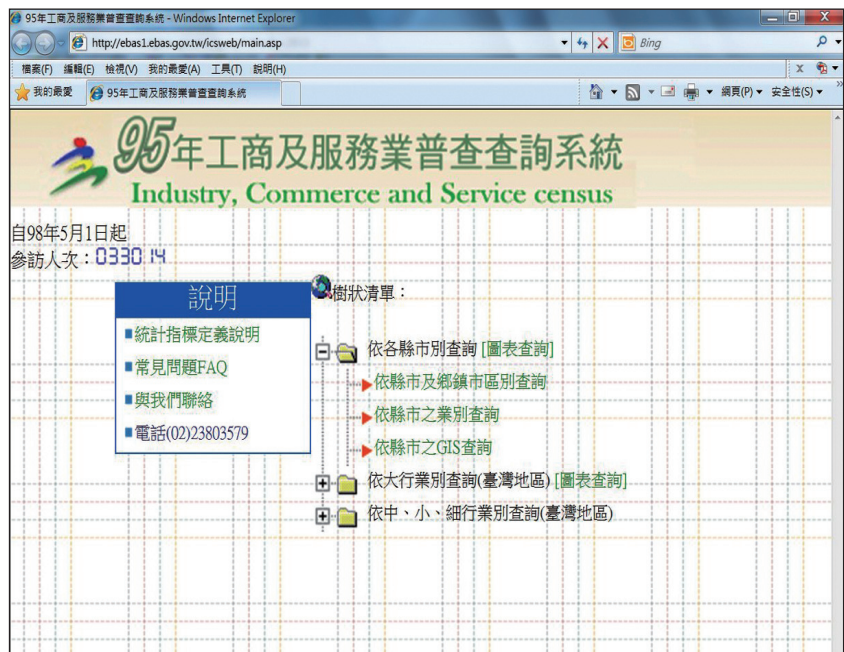 95年工商及服務業普查查詢系統 - Windows Internet Explorer
http://ebas1.ebas.gov.tw/icsweb/main.asp
Bing
檔案(F) 編輯(E) 檢視(V) 我的最愛(A) 工具(T) 說明(H)
X
我的最愛 95年工商及服務業普查查詢系統 網頁(P) 安全性(S) »
95年工商及服務業普查查詢系統
Industry, Commerce and Service census
自98年5月1日起
參訪人次：033014
說明
統計指標定義說明
常見問題FAQ
與我們聯絡
電話(02)23803579
樹狀清單：
依各縣市別查詢 [圖表查詢]
依縣市及鄉鎮市區別查詢
依縣市之業別查詢
依縣市之GIS查詢
依大行業別查詢(臺灣地區) [圖表查詢]
依中、小、細行業別查詢(臺灣地區)